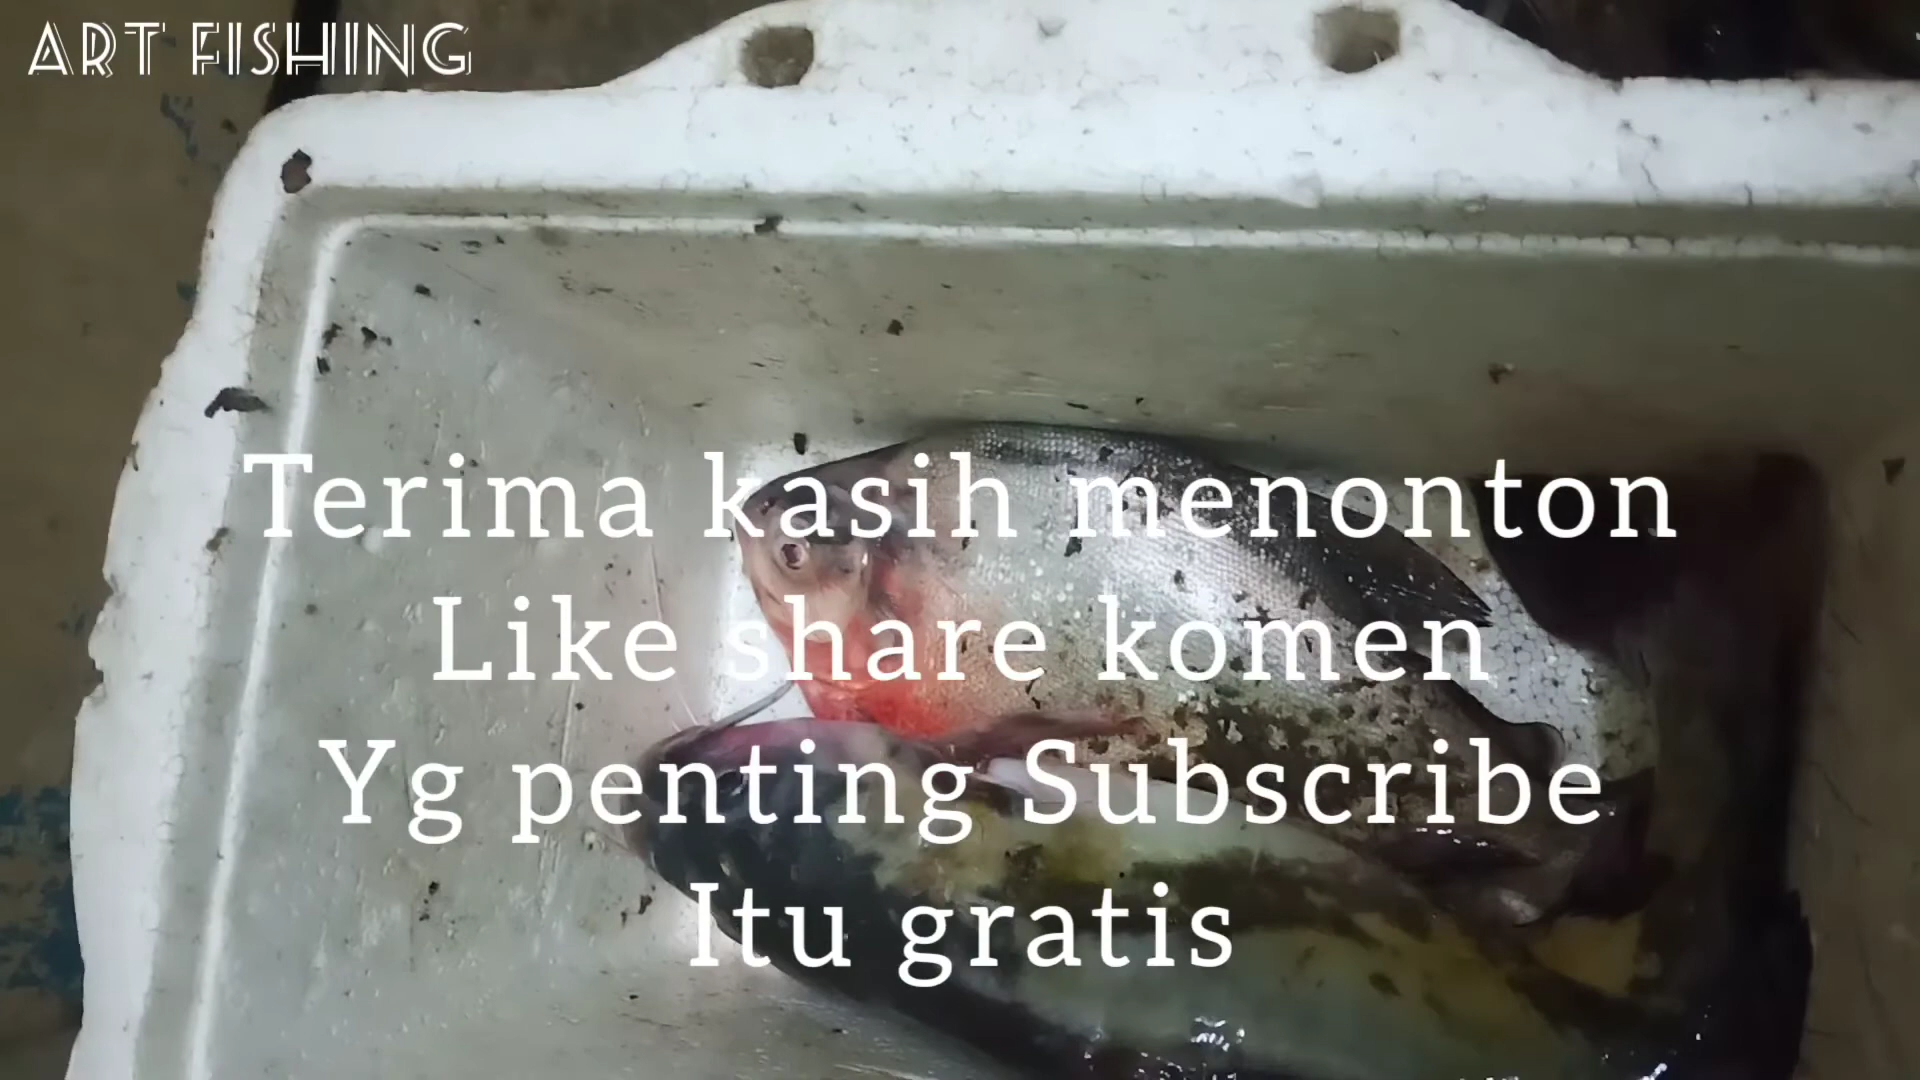 ART FISHING
Terima kasih menonton
Like share komen
Yg penting Subscribe
Itu gratis